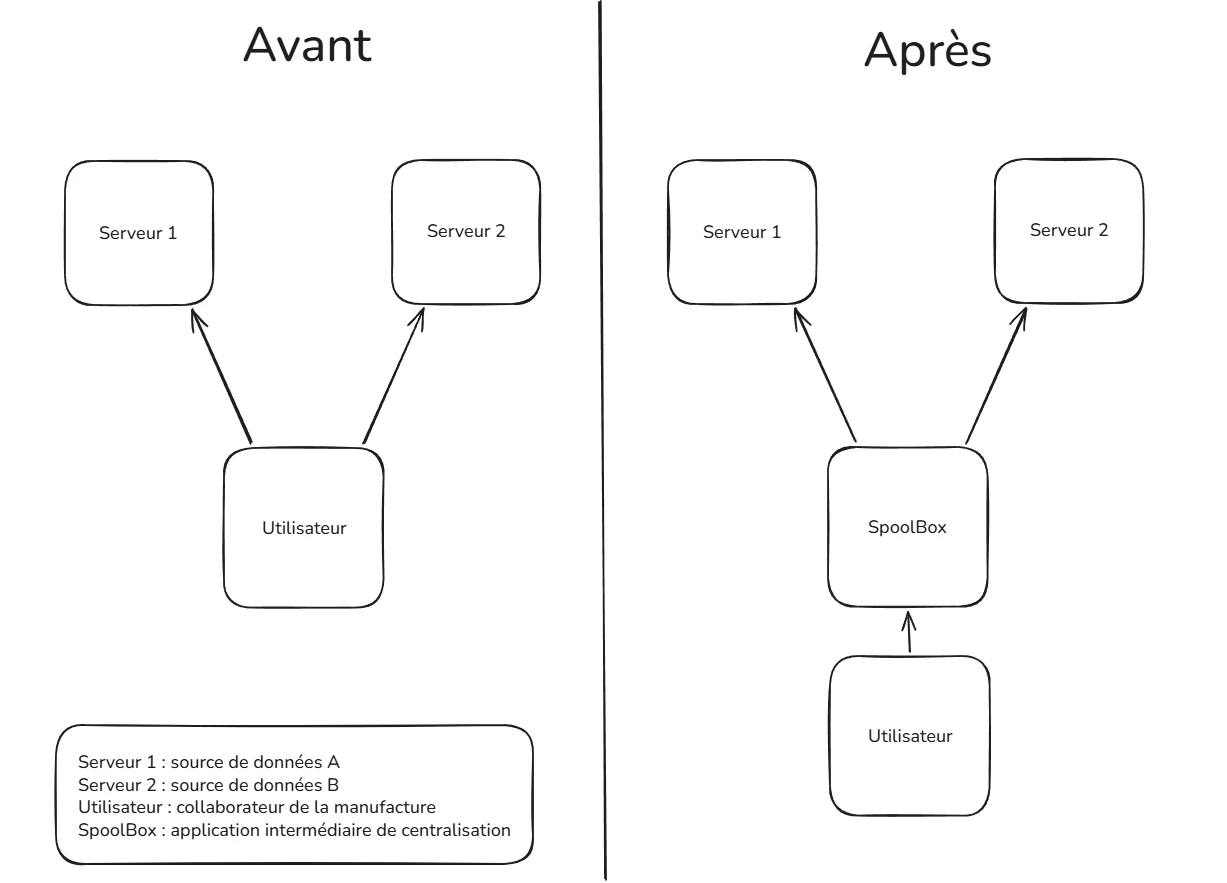 Avant
Serveur 1
Serveur 2
Utilisateur
Serveur 1 : source de données A
Serveur 2 : source de données B
Utilisateur : collaborateur de la manufacture
SpoolBox : application intermédiaire de centralisation
Après
Serveur 1
Serveur 2
SpoolBox
Utilisateur